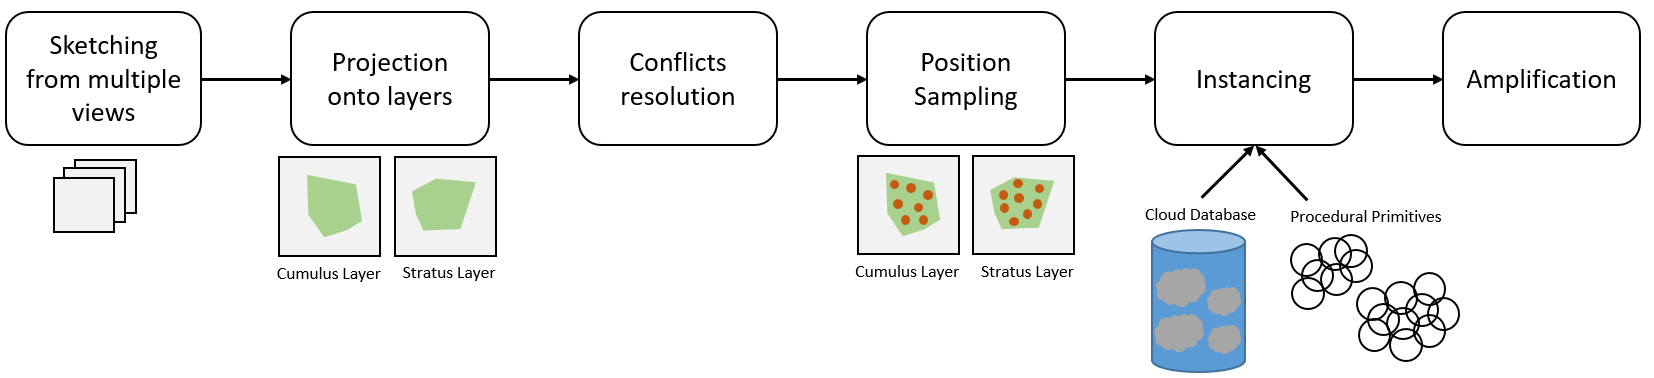 Sketching
from multiple
views
Projection
onto layers
Conflicts
resolution
Position
Sampling
Instancing
Amplification
Cumulus Layer
Stratus Layer
Cumulus Layer
Stratus Layer
Cloud Database
Procedural Primitives